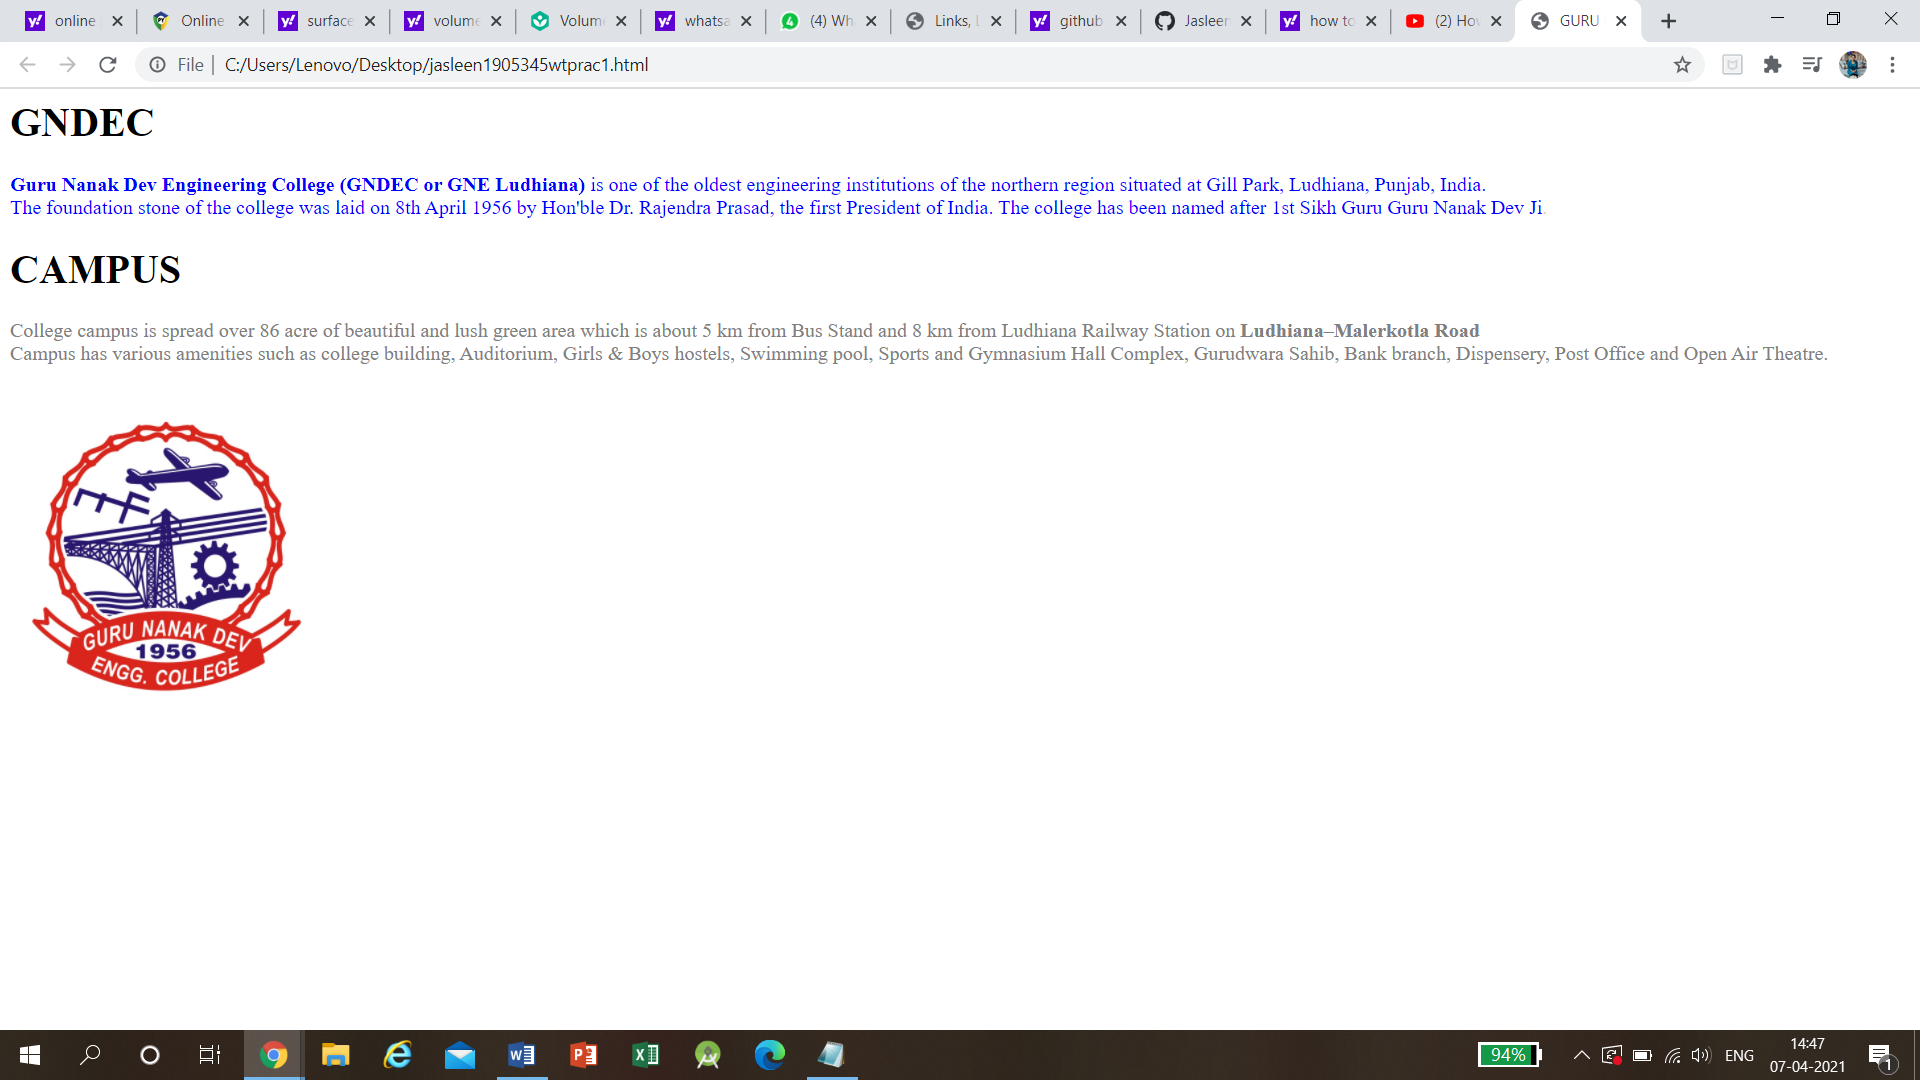 online
Online
surface
volume
Volum
whatsa
(4) Wh
Links, L
github
Jasleen
how to
(2) Hov
GURU
File
C:/Users/Lenovo/Desktop/jasleen1905345wtprac1.html
GNDEC
Guru Nanak Dev Engineering College (GNDEC or GNE Ludhiana) is one of the oldest engineering institutions of the northern region situated at Gill Park, Ludhiana, Punjab, India.
The foundation stone of the college was laid on 8th April 1956 by Hon'ble Dr. Rajendra Prasad, the first President of India. The college has been named after 1st Sikh Guru Guru Nanak Dev Ji.
CAMPUS
College campus is spread over 86 acre of beautiful and lush green area which is about 5 km from Bus Stand and 8 km from Ludhiana Railway Station on Ludhiana–Malerkotla Road
Campus has various amenities such as college building, Auditorium, Girls & Boys hostels, Swimming pool, Sports and Gymnasium Hall Complex, Gurudwara Sahib, Bank branch, Dispensery, Post Office and Open Air Theatre.
GURU NANAK DEV
1956
ENGG. COLLEGE
94%
ENG
14:47
07-04-2021
1